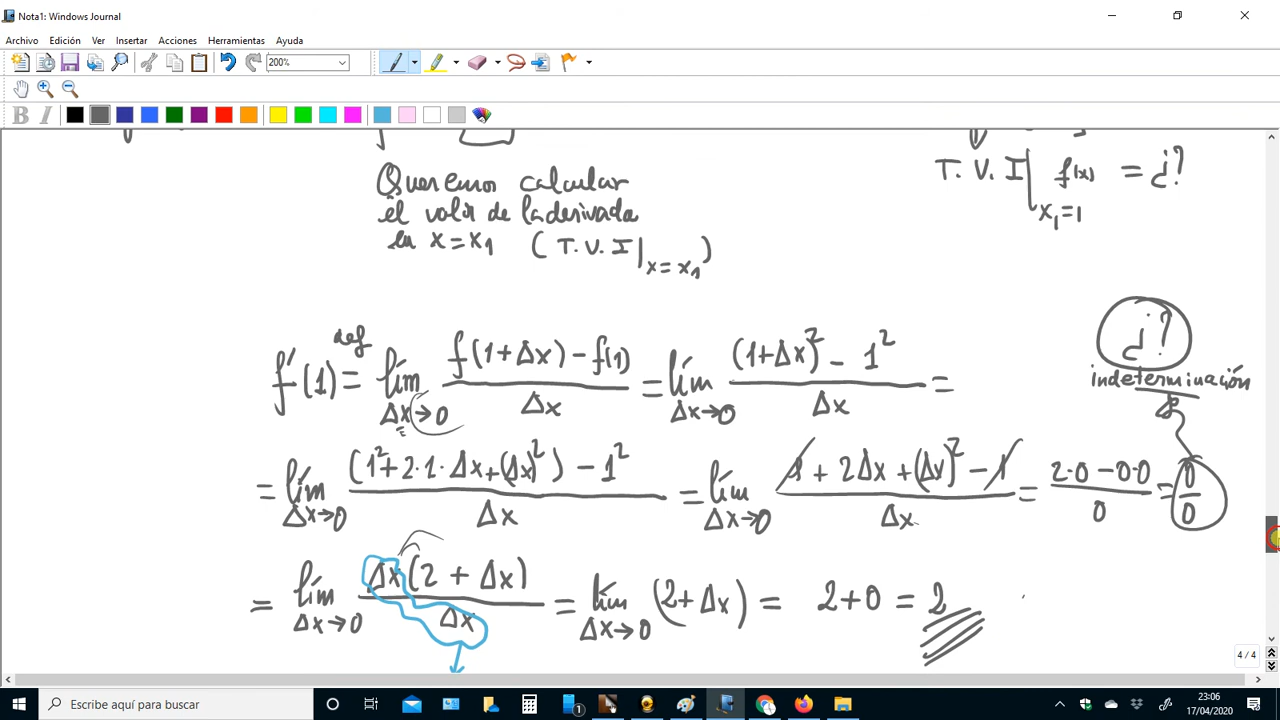 Nota1: Windows Journal
Archivo Edición Ver Insertar Acciones Herramientas Ayuda
200%
B I
Queremos calcular
el valor de la derivada
en x = x₁ ( T. V. I |ₓ₌ₓ₁ )
T. V. I | f(x) = ¿?
x₁=1
¿?
indeterminación
f'(1) =def lím Δx→0 (f(1+Δx) - f(1))/Δx = lím Δx→0 ((1+Δx)² - 1²)/Δx =
= lím Δx→0 ((1²+2·1·Δx+(Δx)²) - 1²)/Δx = lím Δx→0 (1 + 2Δx + (Δx)² - 1)/Δx = (2·0 - 0·0)/0 = 0/0
= lím Δx→0 Δx(2 + Δx)/Δx = lím Δx→0 (2+Δx) = 2+0 = 2
4 / 4
Escribe aquí para buscar
1
23:06
17/04/2020